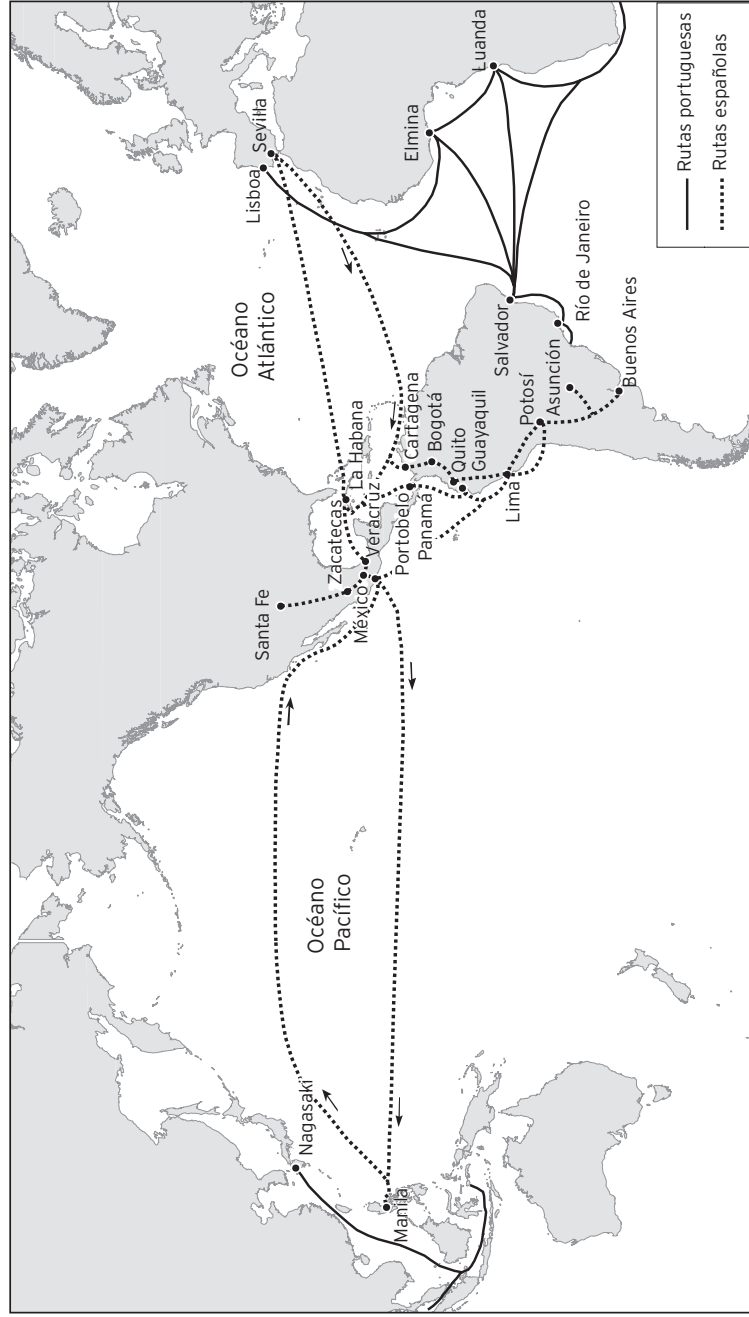 Océano
Atlántico
Océano
Pacífico
Nagasaki
Manila
Santa Fe
Zacatecas
México
Veracruz
La Habana
Portobelo
Panamá
Cartagena
Bogotá
Quito
Guayaquil
Lima
Potosí
Asunción
Buenos Aires
Río de Janeiro
Salvador
Lisboa
Sevilla
Elmina
Luanda
Rutas portuguesas
Rutas españolas